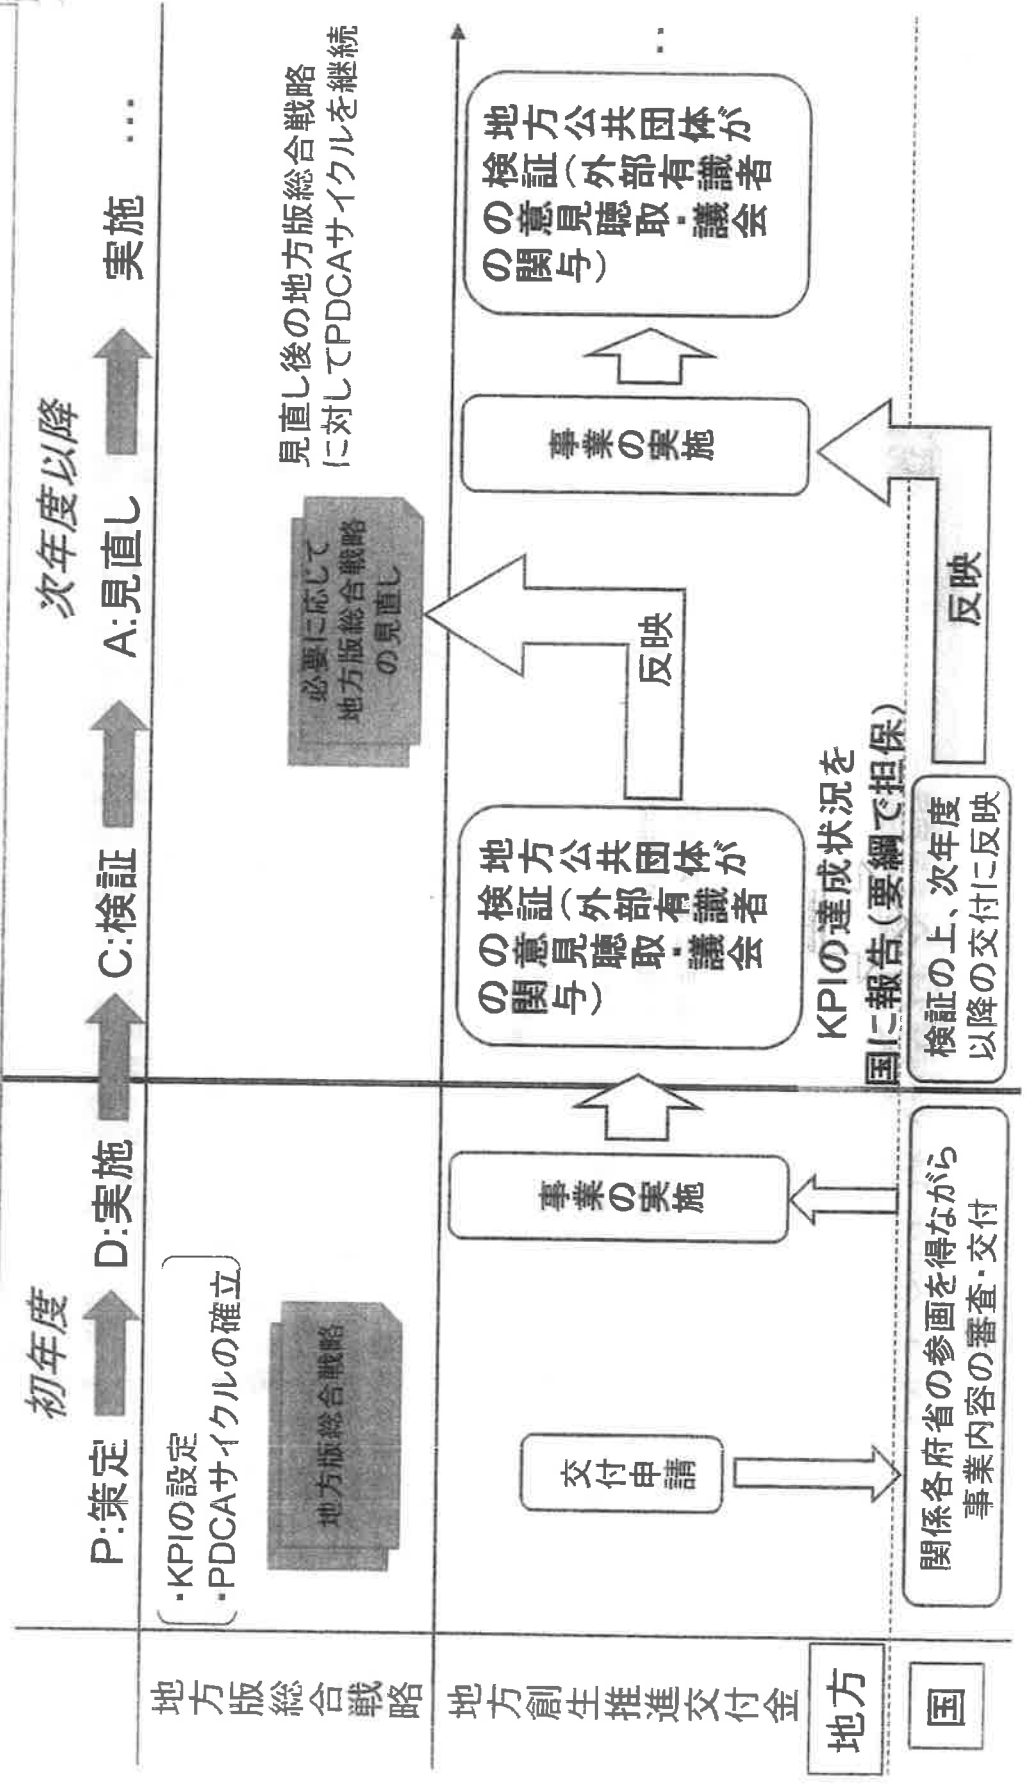 初年度
次年度以降
P:策定
D:実施
C:検証
A:見直し
実施
…
地方版総合戦略
・KPIの設定
・PDCAサイクルの確立
地方版総合戦略
必要に応じて
地方版総合戦略
の見直し
見直し後の地方版総合戦略
に対してPDCAサイクルを継続
地方創生推進交付金
地方
交付申請
事業の実施
地方公共団体が
検証(外部有識者
の意見聴取・議会
の関与)
反映
事業の実施
地方公共団体が
検証(外部有識者
の意見聴取・議会
の関与)
‥
KPIの達成状況を
国に報告(要綱で担保)
国
関係各府省の参画を得ながら
事業内容の審査・交付
検証の上、次年度
以降の交付に反映
反映